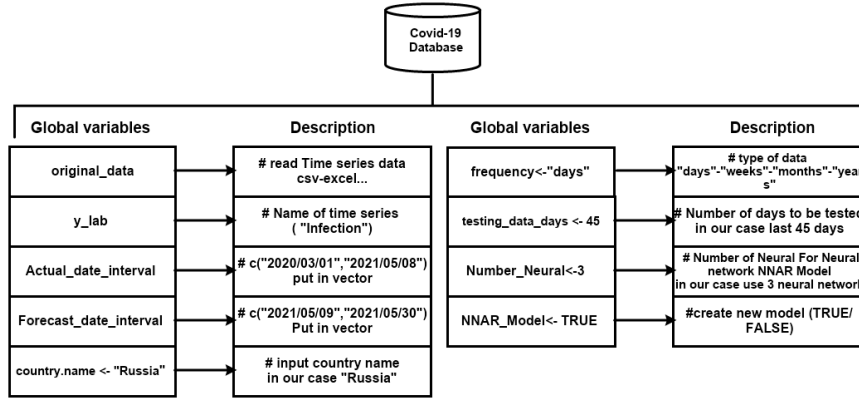 Covid-19
Database
Global variables
Description
original_data
# read Time series data
csv-excel...
y_lab
# Name of time series
( "Infection")
Actual_date_interval
# c("2020/03/01","2021/05/08")
put in vector
Forecast_date_interval
# c("2021/05/09","2021/05/30")
Put in vector
country.name <- "Russia"
# input country name
in our case "Russia"
Global variables
Description
frequency<-"days"
# type of data
"days"-"weeks"-"months"-"year
s"
testing_data_days <- 45
# Number of days to be tested
in our case last 45 days
Number_Neural<-3
# Number of Neural For Neural
network NNAR Model
in our case use 3 neural network
NNAR_Model<- TRUE
#create new model (TRUE/
FALSE)